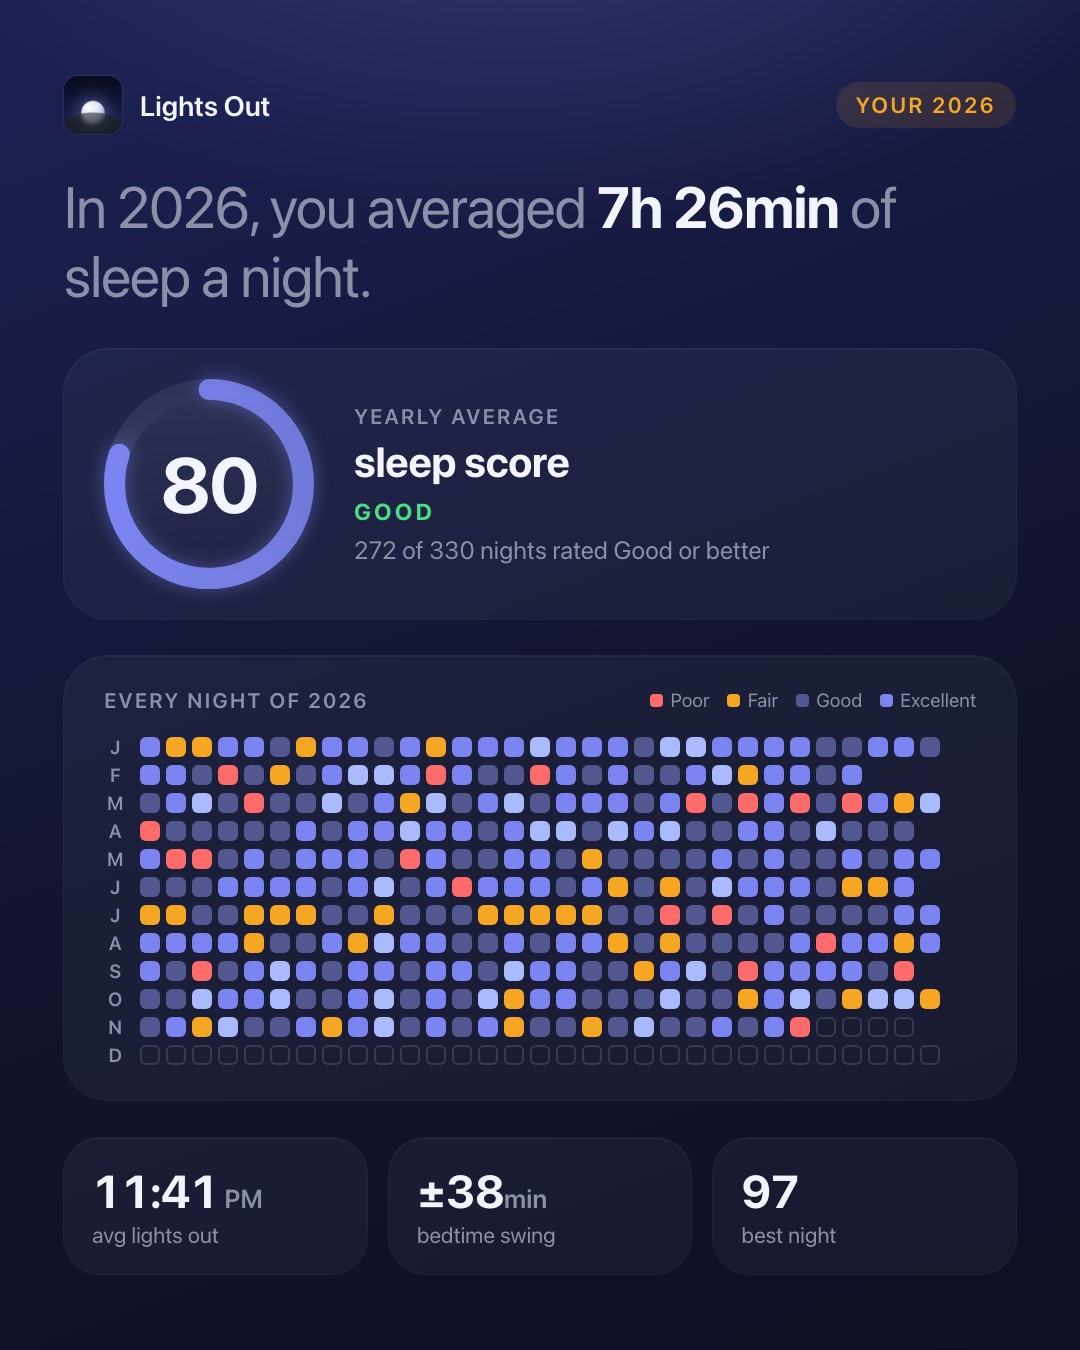 Lights Out
YOUR 2026
In 2026, you averaged 7h 26min of
sleep a night.
80
YEARLY AVERAGE
sleep score
GOOD
272 of 330 nights rated Good or better
EVERY NIGHT OF 2026
Poor Fair Good Excellent
J
F
M
A
M
J
J
A
S
O
N
D
11:41 PM
avg lights out
±38min
bedtime swing
97
best night